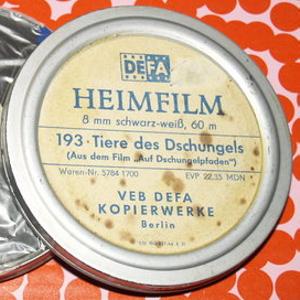 DEFA
HEIMFILM
8 mm schwarz-weiß, 60 m
193 · Tiere des Dschungels
(Aus dem Film „Auf Dschungelpfaden")
Waren-Nr. 5784 1700 EVP 22,35 MDN
VEB DEFA
KOPIERWERKE
Berlin